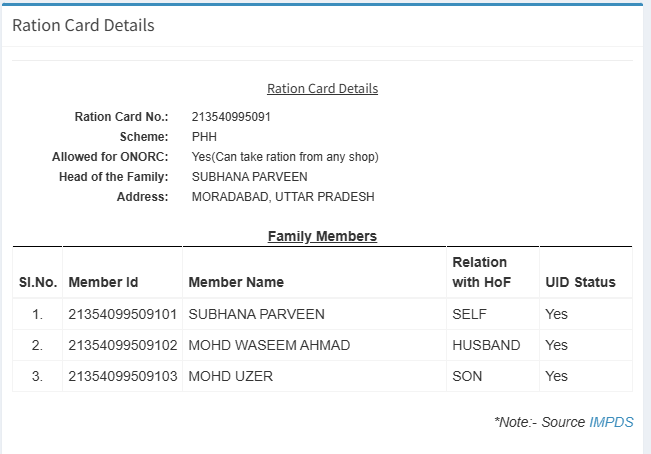 Ration Card Details
Ration Card Details
Ration Card No.: 213540995091
Scheme: PHH
Allowed for ONORC: Yes(Can take ration from any shop)
Head of the Family: SUBHANA PARVEEN
Address: MORADABAD, UTTAR PRADESH
Family Members
Sl.No. Member Id Member Name Relation with HoF UID Status
1. 21354099509101 SUBHANA PARVEEN SELF Yes
2. 21354099509102 MOHD WASEEM AHMAD HUSBAND Yes
3. 21354099509103 MOHD UZER SON Yes
*Note:- Source IMPDS